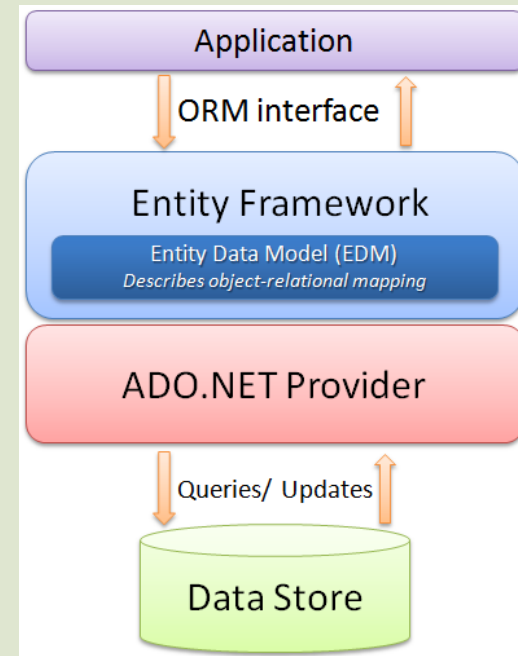 Application
ORM interface
Entity Framework
Entity Data Model (EDM)
Describes object-relational mapping
ADO.NET Provider
Queries/ Updates
Data Store